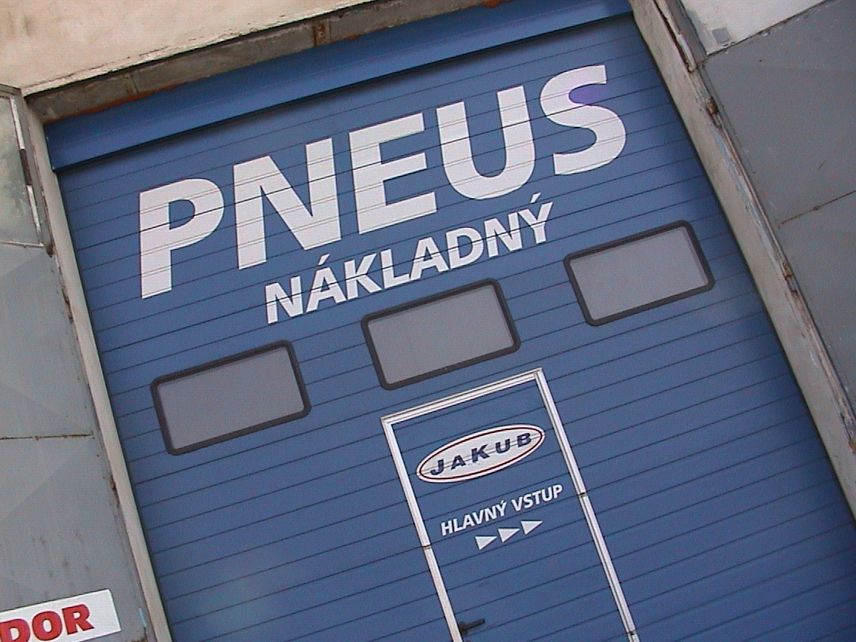 PNEUS
NÁKLADNÝ
JAKUB
HLAVNÝ VSTUP
DOR